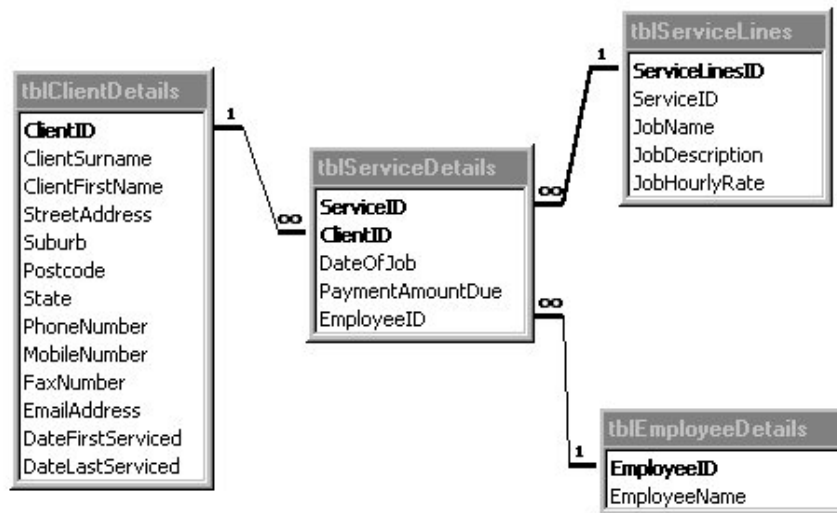 tblClientDetails
ClientID
ClientSurname
ClientFirstName
StreetAddress
Suburb
Postcode
State
PhoneNumber
MobileNumber
FaxNumber
EmailAddress
DateFirstServiced
DateLastServiced
1
∞
tblServiceDetails
ServiceID
ClientID
DateOfJob
PaymentAmountDue
EmployeeID
∞
1
tblServiceLines
ServiceLinesID
ServiceID
JobName
JobDescription
JobHourlyRate
∞
1
tblEmployeeDetails
EmployeeID
EmployeeName